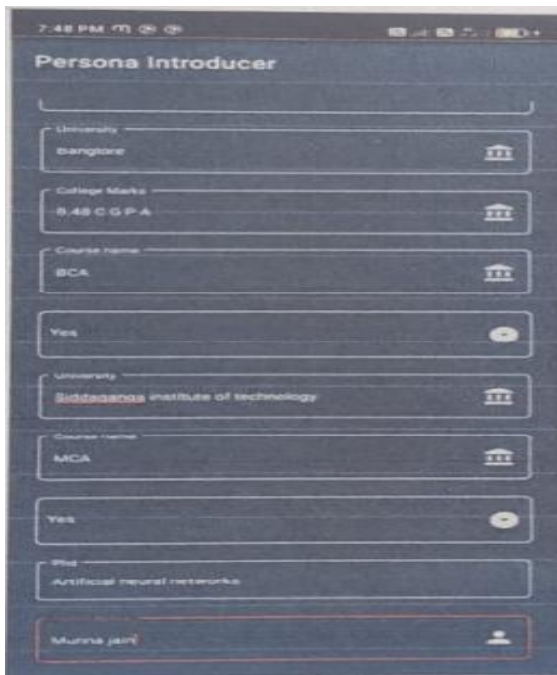 7:48 PM
Persona Introducer
University
Banglore
College Marks
8.48 C G P A
Course name
BCA
Yes
University
Siddaganga institute of technology
Course name
MCA
Yes
Phd
Artificial neural networks
Munna jain